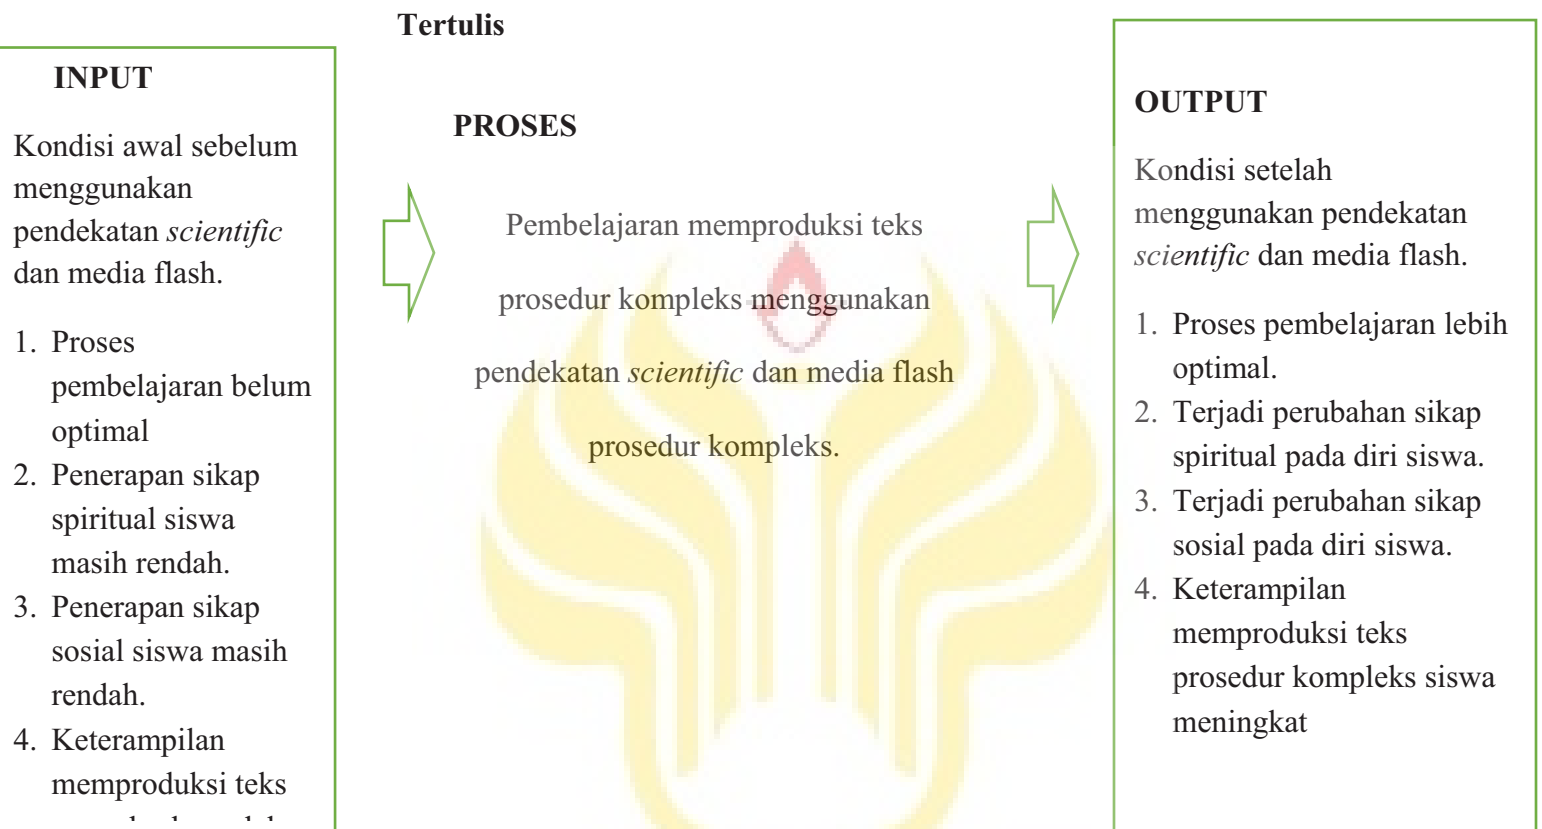 Tertulis
INPUT
Kondisi awal sebelum
menggunakan
pendekatan scientific
dan media flash.
1. Proses
pembelajaran belum
optimal
2. Penerapan sikap
spiritual siswa
masih rendah.
3. Penerapan sikap
sosial siswa masih
rendah.
4. Keterampilan
memproduksi teks
PROSES
Pembelajaran memproduksi teks
prosedur kompleks menggunakan
pendekatan scientific dan media flash
prosedur kompleks.
OUTPUT
Kondisi setelah
menggunakan pendekatan
scientific dan media flash.
1. Proses pembelajaran lebih
optimal.
2. Terjadi perubahan sikap
spiritual pada diri siswa.
3. Terjadi perubahan sikap
sosial pada diri siswa.
4. Keterampilan
memproduksi teks
prosedur kompleks siswa
meningkat